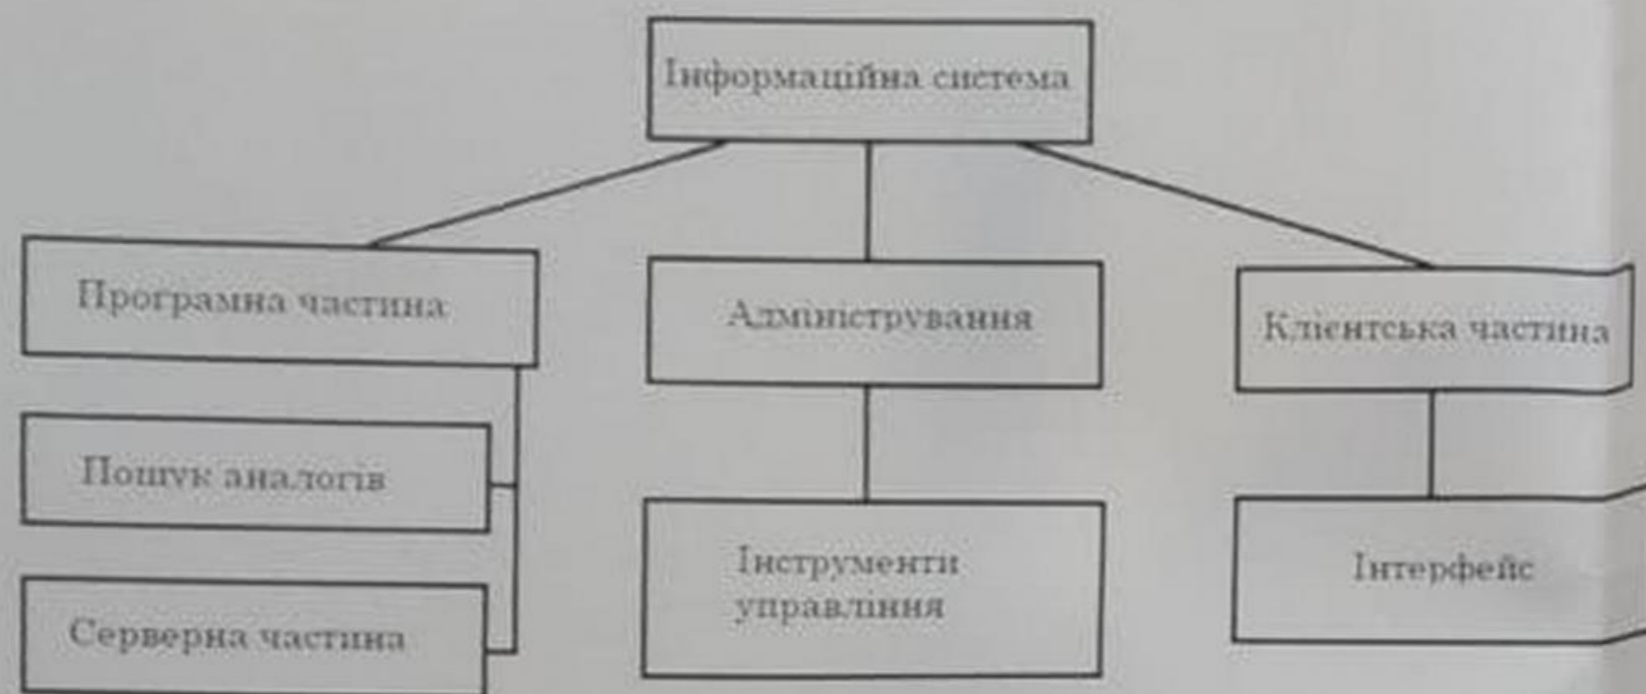 Інформаційна система
Програмна частина
Адміністрування
Клієнтська частина
Пошук аналогів
Інструменти
управління
Інтерфейс
Серверна частина